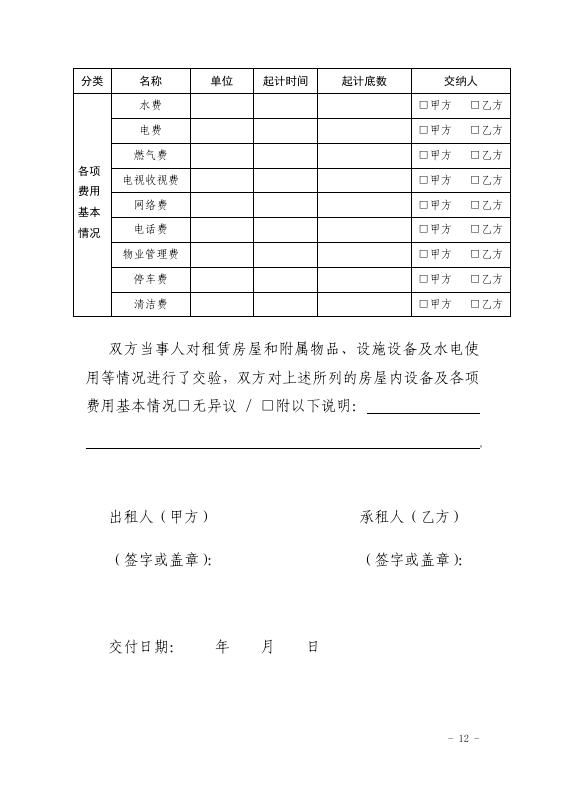 分类 名称 单位 起计时间 起计底数 交纳人
各项费用基本情况
水费 □甲方 □乙方
电费 □甲方 □乙方
燃气费 □甲方 □乙方
电视收视费 □甲方 □乙方
网络费 □甲方 □乙方
电话费 □甲方 □乙方
物业管理费 □甲方 □乙方
停车费 □甲方 □乙方
清洁费 □甲方 □乙方
双方当事人对租赁房屋和附属物品、设施设备及水电使
用等情况进行了交验，双方对上述所列的房屋内设备及各项
费用基本情况□无异议 / □附以下说明：
。
出租人（甲方） 承租人（乙方）
（签字或盖章）： （签字或盖章）：
交付日期： 年 月 日
- 12 -